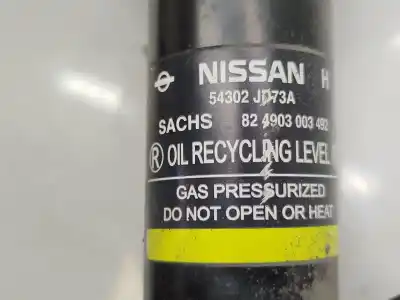 NISSAN H
54302 JD73A
SACHS 82 4903 003 492
R OIL RECYCLING LEVEL
GAS PRESSURIZED
DO NOT OPEN OR HEAT